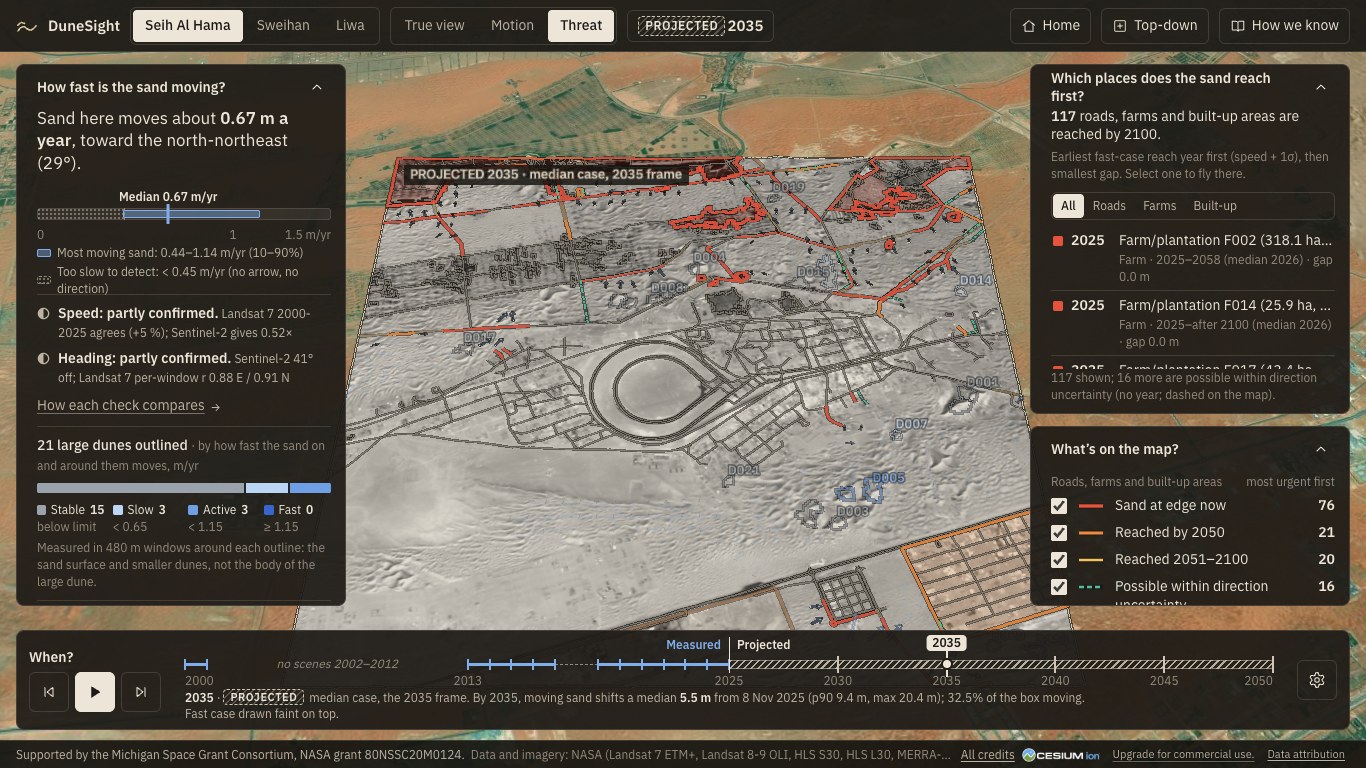 DuneSight
Seih Al Hama
Sweihan
Liwa
True view
Motion
Threat
PROJECTED 2035
Home
Top-down
How we know
How fast is the sand moving?
Sand here moves about 0.67 m a
year, toward the north-northeast
(29°).
Median 0.67 m/yr
0
1
1.5 m/yr
Most moving sand: 0.44–1.14 m/yr (10–90%)
Too slow to detect: < 0.45 m/yr (no arrow, no
direction)
Speed: partly confirmed. Landsat 7 2000-
2025 agrees (+5 %); Sentinel-2 gives 0.52×
Heading: partly confirmed. Sentinel-2 41°
off; Landsat 7 per-window r 0.88 E / 0.91 N
How each check compares →
21 large dunes outlined · by how fast the sand on
and around them moves, m/yr
Stable 15
below limit
Slow 3
< 0.65
Active 3
< 1.15
Fast 0
≥ 1.15
Measured in 480 m windows around each outline: the
sand surface and smaller dunes, not the body of the
large dune.
PROJECTED 2035 · median case, 2035 frame
D019
D004
D015
D008
D014
D017
D001
D007
D021
D005
D003
Which places does the sand reach
first?
117 roads, farms and built-up areas are
reached by 2100.
Earliest fast-case reach year first (speed + 1σ), then
smallest gap. Select one to fly there.
All
Roads
Farms
Built-up
2025 Farm/plantation F002 (318.1 ha...
Farm · 2025–2058 (median 2026) · gap
0.0 m
2025 Farm/plantation F014 (25.9 ha, ...
Farm · 2025–after 2100 (median 2026)
· gap 0.0 m
117 shown; 16 more are possible within direction
uncertainty (no year; dashed on the map).
What's on the map?
Roads, farms and built-up areas
most urgent first
Sand at edge now 76
Reached by 2050 21
Reached 2051–2100 20
Possible within direction 16
uncertainty
When?
Measured
Projected
2035
no scenes 2002–2012
2000
2013
2025
2030
2035
2040
2045
2050
2035 · PROJECTED median case, the 2035 frame. By 2035, moving sand shifts a median 5.5 m from 8 Nov 2025 (p90 9.4 m, max 20.4 m); 32.5% of the box moving.
Fast case drawn faint on top.
Supported by the Michigan Space Grant Consortium, NASA grant 80NSSC20M0124. Data and imagery: NASA (Landsat 7 ETM+, Landsat 8-9 OLI, HLS S30, HLS L30, MERRA-...
All credits
CESIUM ion
Upgrade for commercial use.
Data attribution